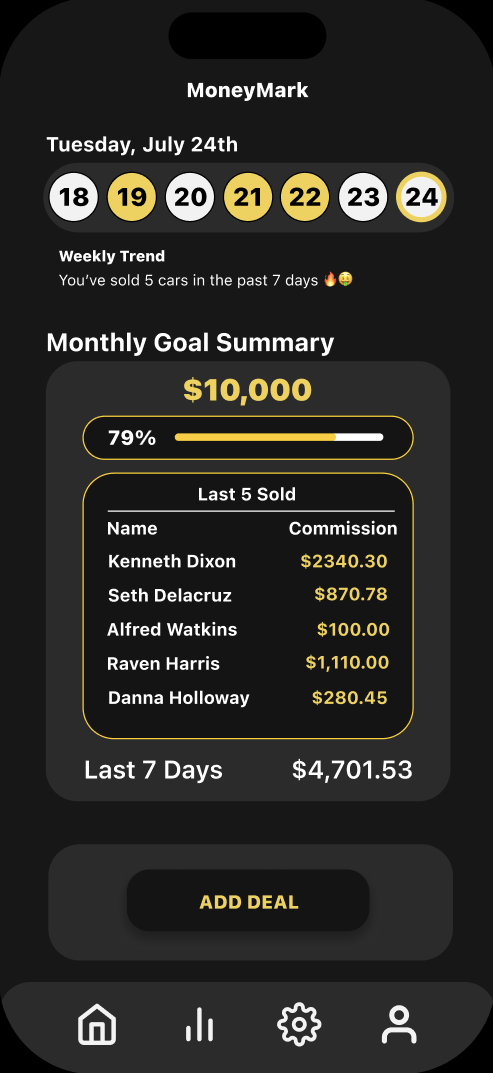 MoneyMark
Tuesday, July 24th
18 19 20 21 22 23 24
Weekly Trend
You’ve sold 5 cars in the past 7 days 🔥🤑
Monthly Goal Summary
$10,000
79%
Last 5 Sold
Name Commission
Kenneth Dixon $2340.30
Seth Delacruz $870.78
Alfred Watkins $100.00
Raven Harris $1,110.00
Danna Holloway $280.45
Last 7 Days $4,701.53
ADD DEAL